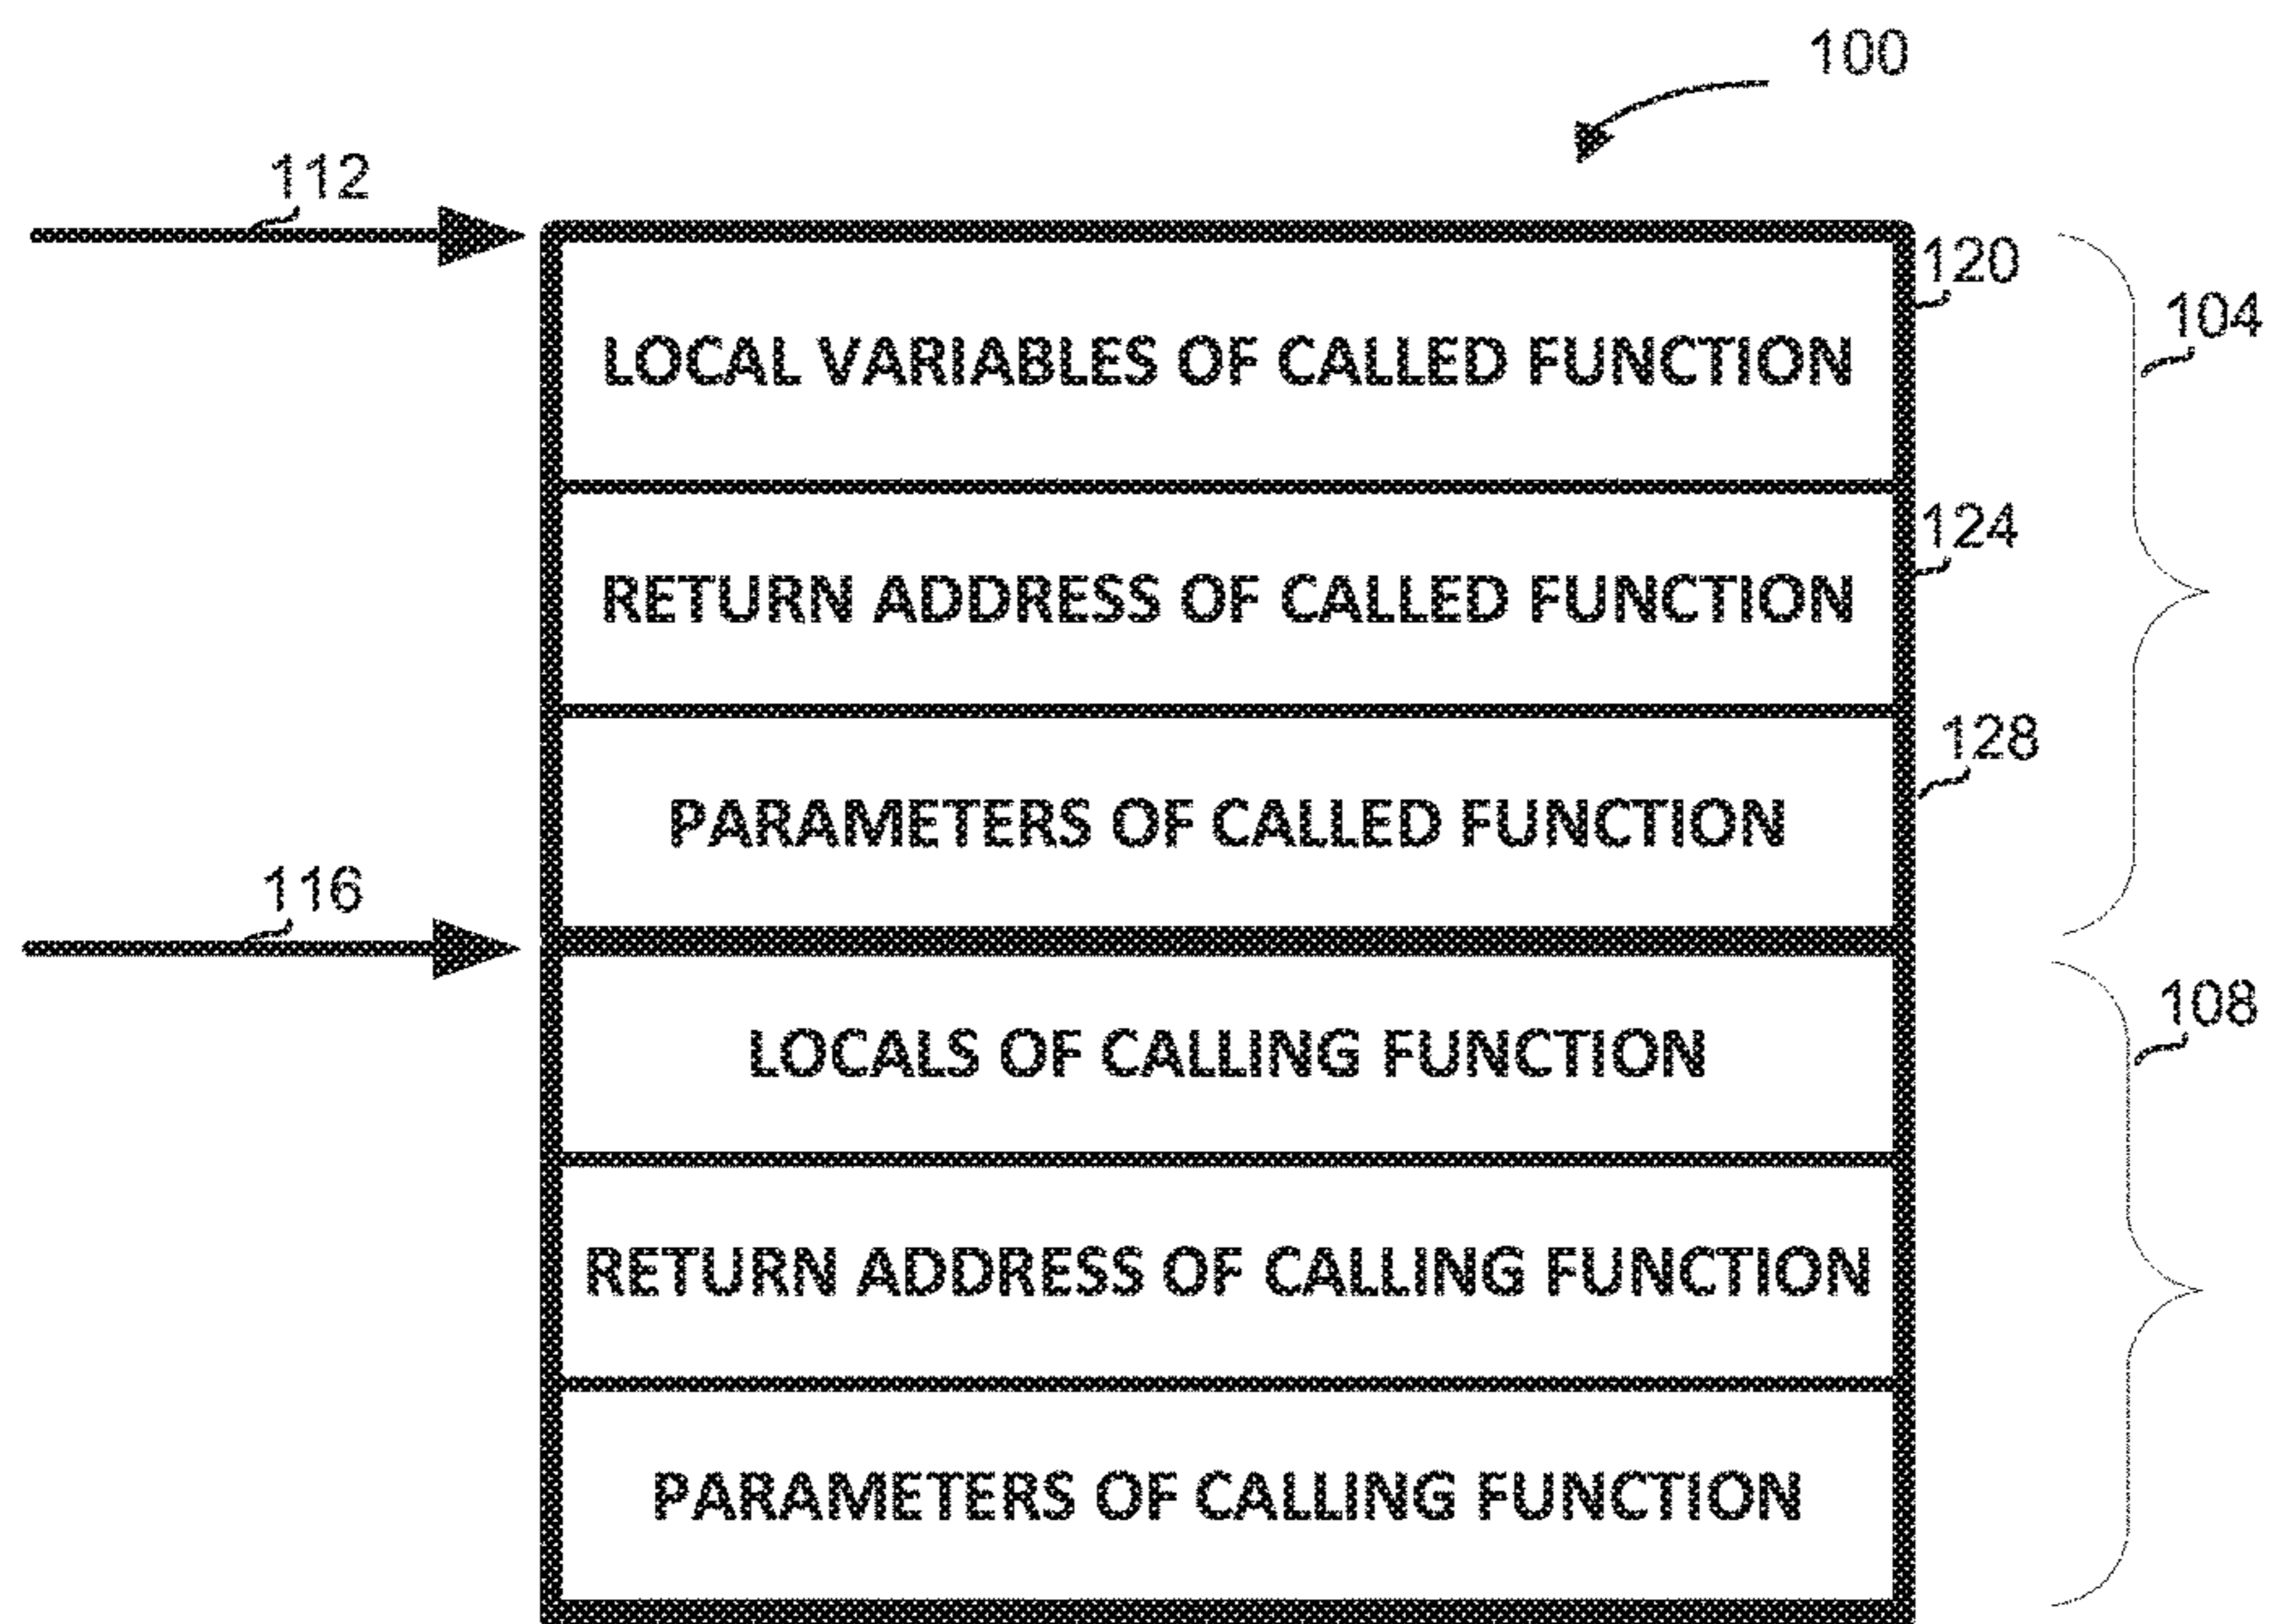 100
112
120
104
LOCAL VARIABLES OF CALLED FUNCTION
124
RETURN ADDRESS OF CALLED FUNCTION
128
PARAMETERS OF CALLED FUNCTION
116
108
LOCALS OF CALLING FUNCTION
RETURN ADDRESS OF CALLING FUNCTION
PARAMETERS OF CALLING FUNCTION